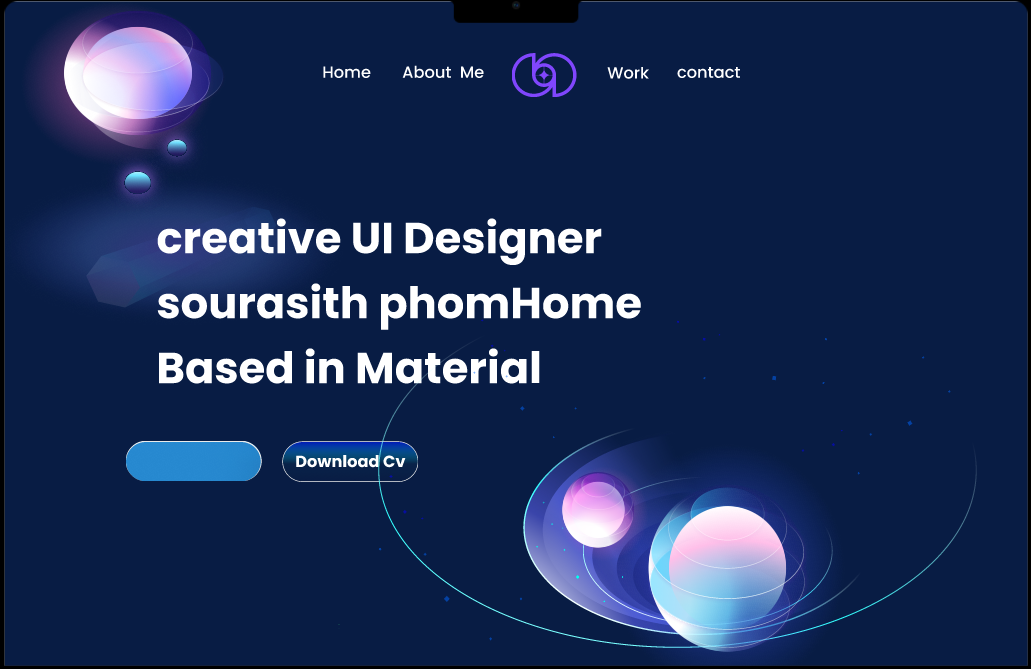 Home About Me Work contact
creative UI Designer
sourasith phomHome
Based in Material
Download Cv